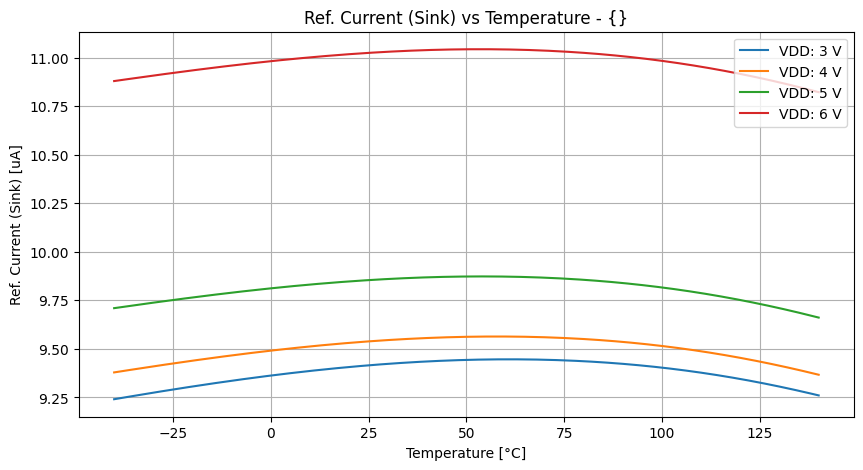 Ref. Current (Sink) vs Temperature - {}
11.00
10.75
10.50
10.25
10.00
9.75
9.50
9.25
Ref. Current (Sink) [uA]
VDD: 3 V
VDD: 4 V
VDD: 5 V
VDD: 6 V
−25 0 25 50 75 100 125
Temperature [°C]